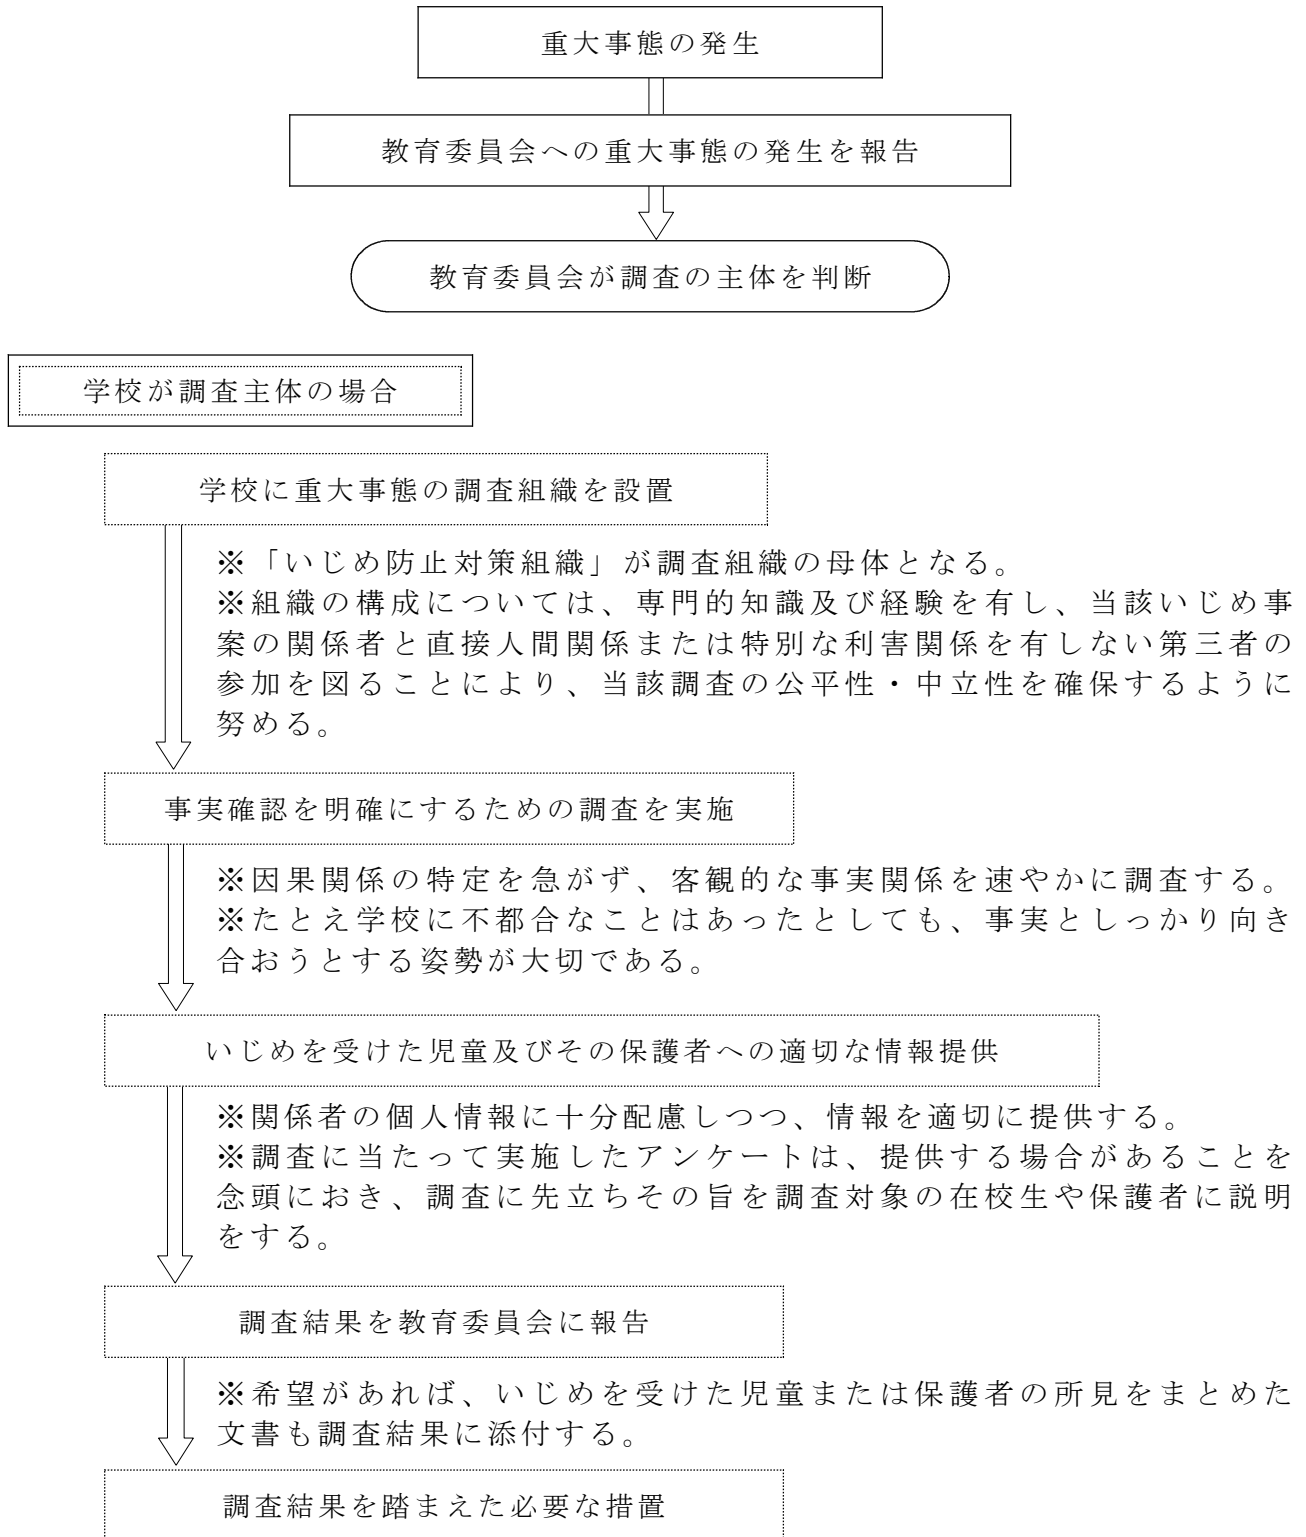 重大事態の発生
教育委員会への重大事態の発生を報告
教育委員会が調査の主体を判断
学校が調査主体の場合
学校に重大事態の調査組織を設置
※「いじめ防止対策組織」が調査組織の母体となる。
※組織の構成については、専門的知識及び経験を有し、当該いじめ事
案の関係者と直接人間関係または特別な利害関係を有しない第三者の
参加を図ることにより、当該調査の公平性・中立性を確保するように
努める。
事実確認を明確にするための調査を実施
※因果関係の特定を急がず、客観的な事実関係を速やかに調査する。
※たとえ学校に不都合なことはあったとしても、事実としっかり向き
合おうとする姿勢が大切である。
いじめを受けた児童及びその保護者への適切な情報提供
※関係者の個人情報に十分配慮しつつ、情報を適切に提供する。
※調査に当たって実施したアンケートは、提供する場合があることを
念頭におき、調査に先立ちその旨を調査対象の在校生や保護者に説明
をする。
調査結果を教育委員会に報告
※希望があれば、いじめを受けた児童または保護者の所見をまとめた
文書も調査結果に添付する。
調査結果を踏まえた必要な措置